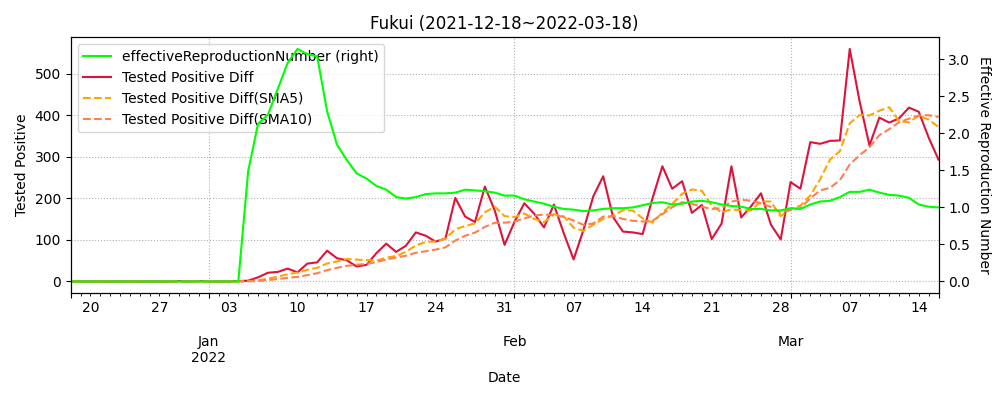 Fukui (2021-12-18~2022-03-18)
effectiveReproductionNumber (right)
Tested Positive Diff
Tested Positive Diff(SMA5)
Tested Positive Diff(SMA10)
Tested Positive
500
400
300
200
100
0
3.0
2.5
2.0
1.5
1.0
0.5
0.0
Effective Reproduction Number
20 27 03 10 17 24 31 07 14 21 28 07 14
Jan Feb Mar
2022
Date